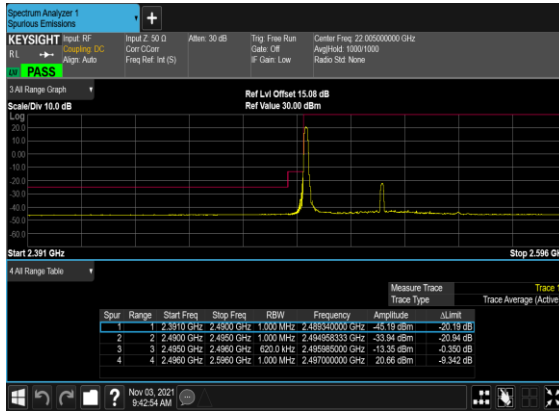 Spectrum Analyzer 1
Spurious Emissions
+
KEYSIGHT Input: RF Input Z: 50 Ω Atten: 30 dB Trig: Free Run Center Freq: 22.005000000 GHz
RL Coupling: DC Corr CCorr Gate: Off Avg|Hold: 1000/1000
Align: Auto Freq Ref: Int (S) IF Gain: Low Radio Std: None
PASS
3 All Range Graph Ref Lvl Offset 15.08 dB
Scale/Div 10.0 dB Ref Value 30.00 dBm
Log
20.0
10.0
0.00
-10.0
-20.0
-30.0
-40.0
-50.0
-60.0
Start 2.391 GHz Stop 2.596 GH
4 All Range Table
Measure Trace Trace 1
Trace Type Trace Average (Active
Spur Range Start Freq Stop Freq RBW Frequency Amplitude ΔLimit
1 1 2.3910 GHz 2.4900 GHz 1.000 MHz 2.489340000 GHz -45.19 dBm -20.19 dB
2 2 2.4900 GHz 2.4950 GHz 1.000 MHz 2.494958333 GHz -33.94 dBm -20.94 dB
3 3 2.4950 GHz 2.4960 GHz 620.0 kHz 2.495985000 GHz -13.35 dBm -0.350 dB
4 4 2.4960 GHz 2.5960 GHz 1.000 MHz 2.497000000 GHz 20.66 dBm -9.342 dB
? Nov 03, 2021
9:42:54 AM